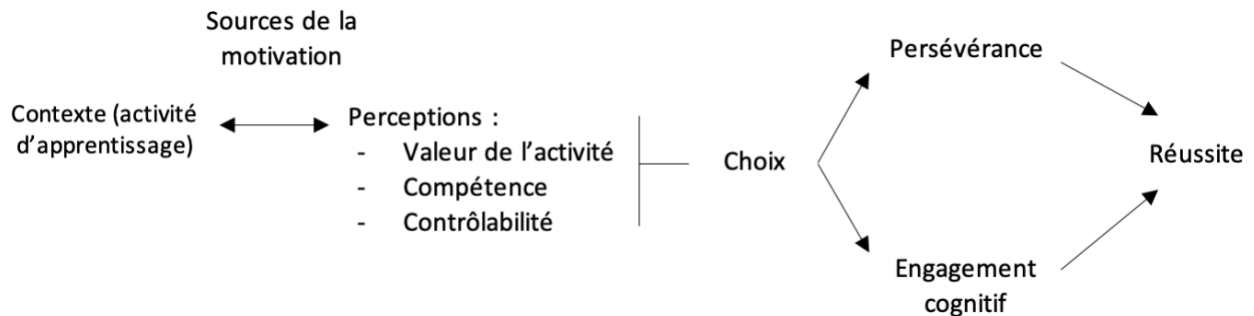 Sources de la
motivation
Contexte (activité
d’apprentissage)
Perceptions :
- Valeur de l’activité
- Compétence
- Contrôlabilité
Choix
Persévérance
Engagement
cognitif
Réussite